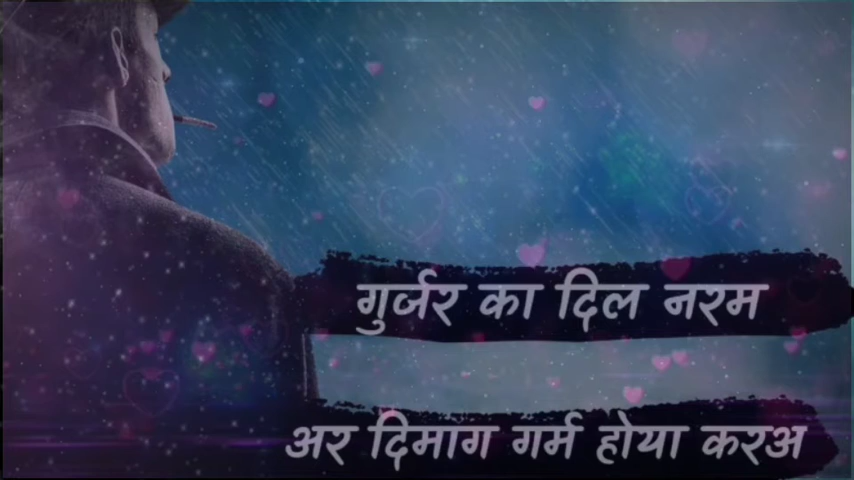 गुर्जर का दिल नरम
अर दिमाग गर्म होया करअ